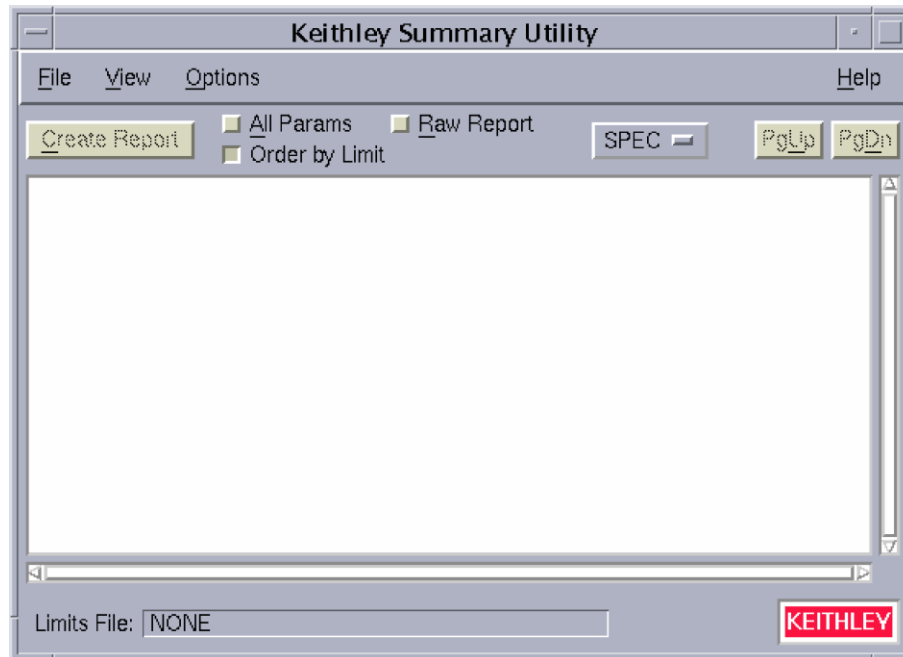 Keithley Summary Utility
File View Options Help
Create Report All Params Raw Report SPEC PgUp PgDn
Order by Limit
Limits File: NONE
KEITHLEY